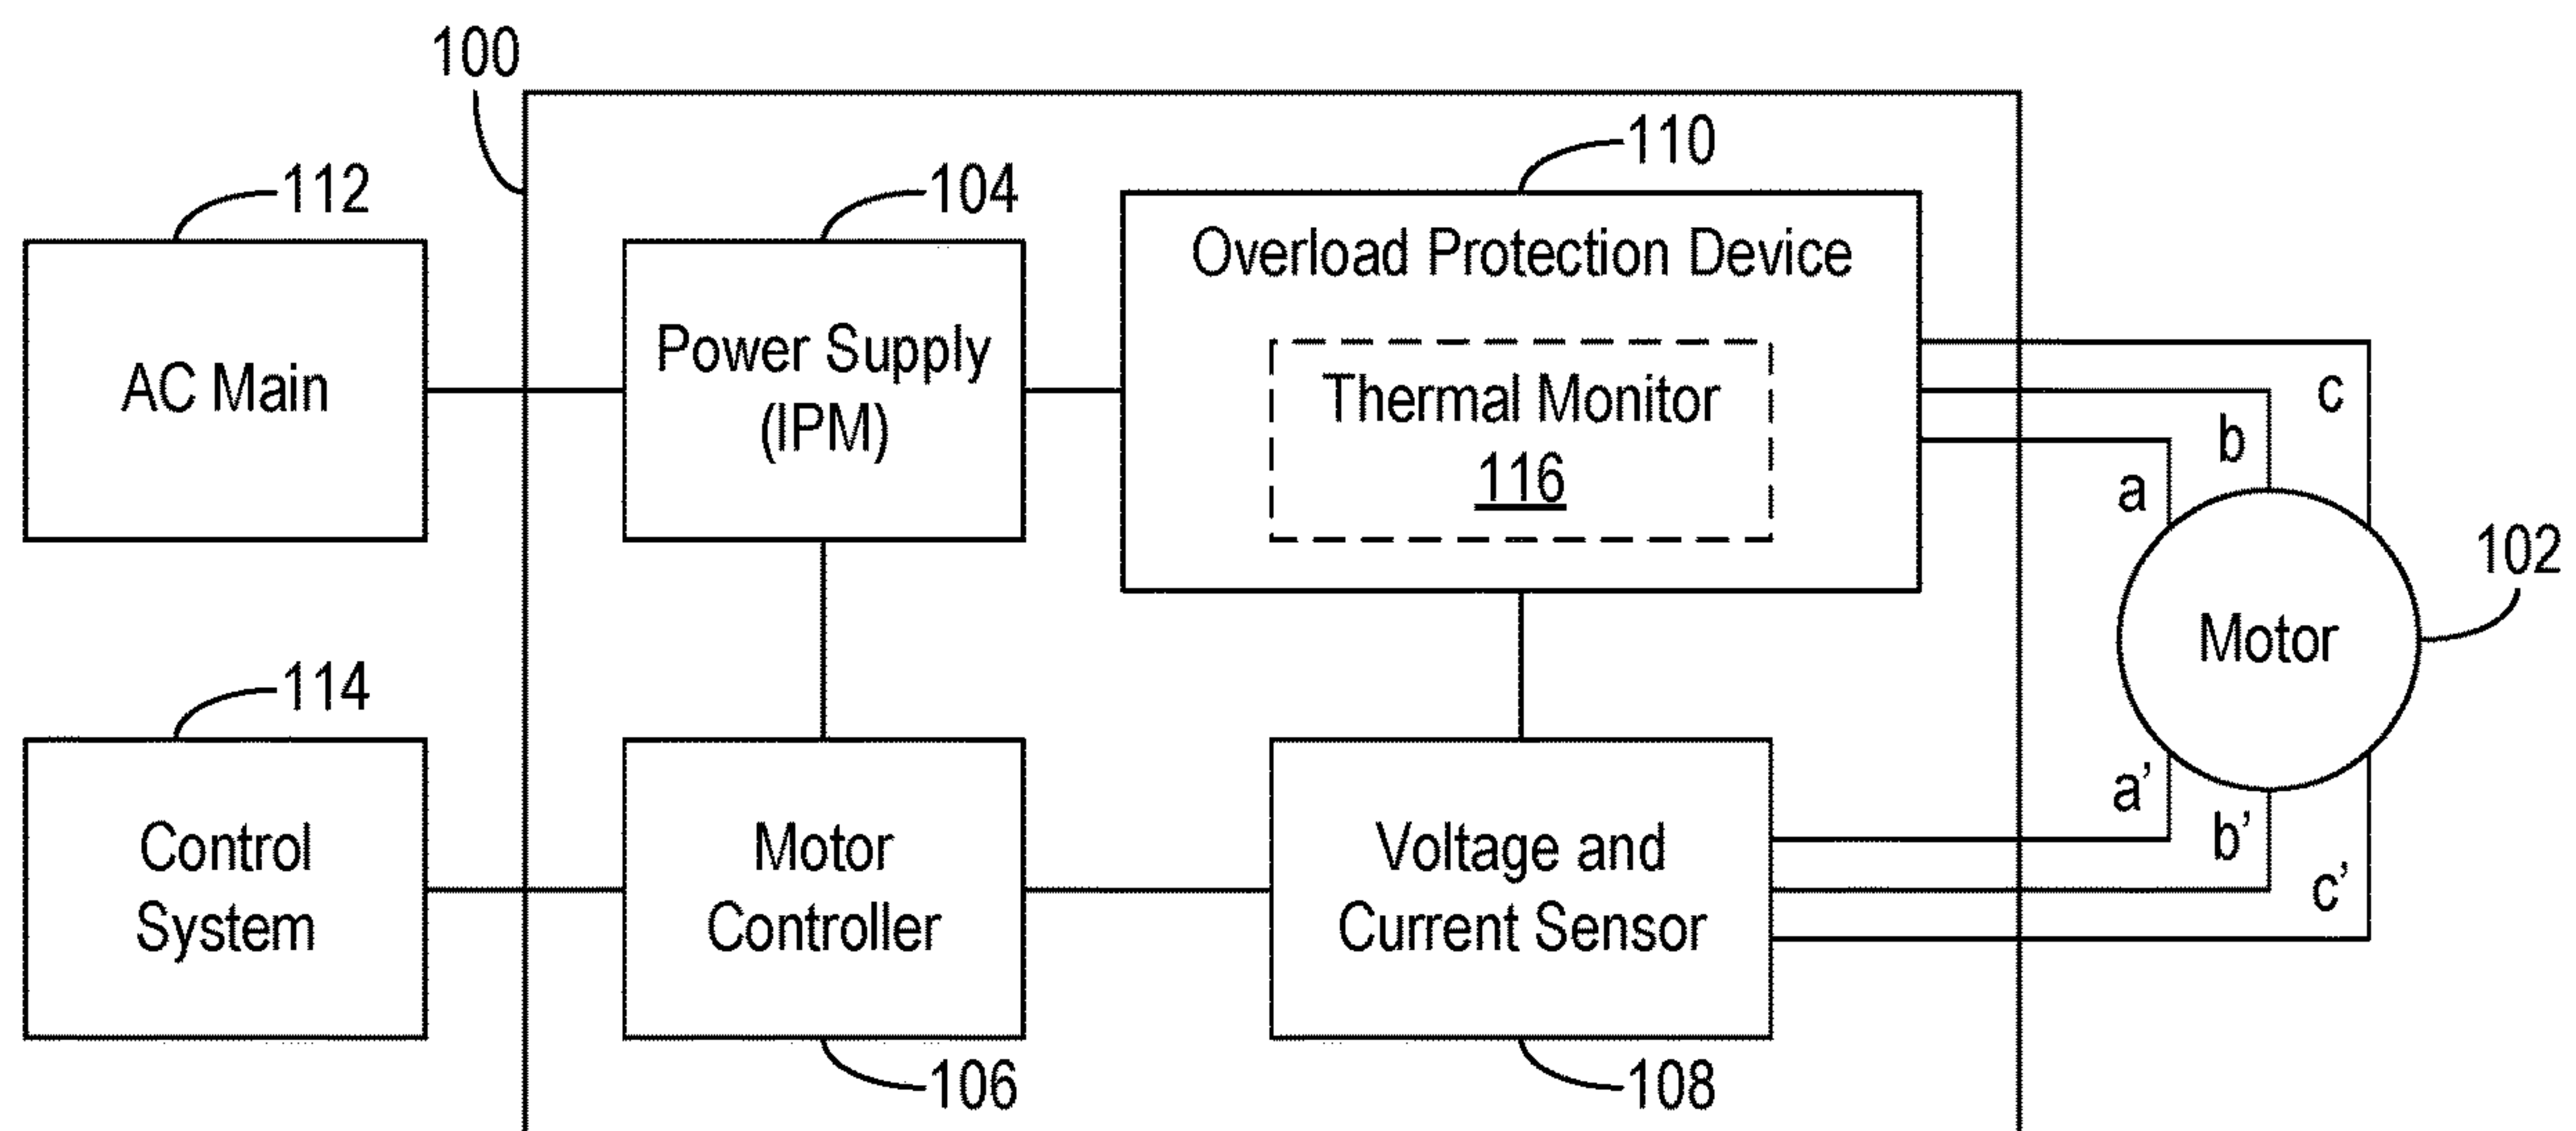 100
110
112
104
Overload Protection Device
AC Main
Power Supply
(IPM)
Thermal Monitor
116
c
b
a
102
Motor
114
a’
b’
c’
Control
System
Motor
Controller
Voltage and
Current Sensor
106
108